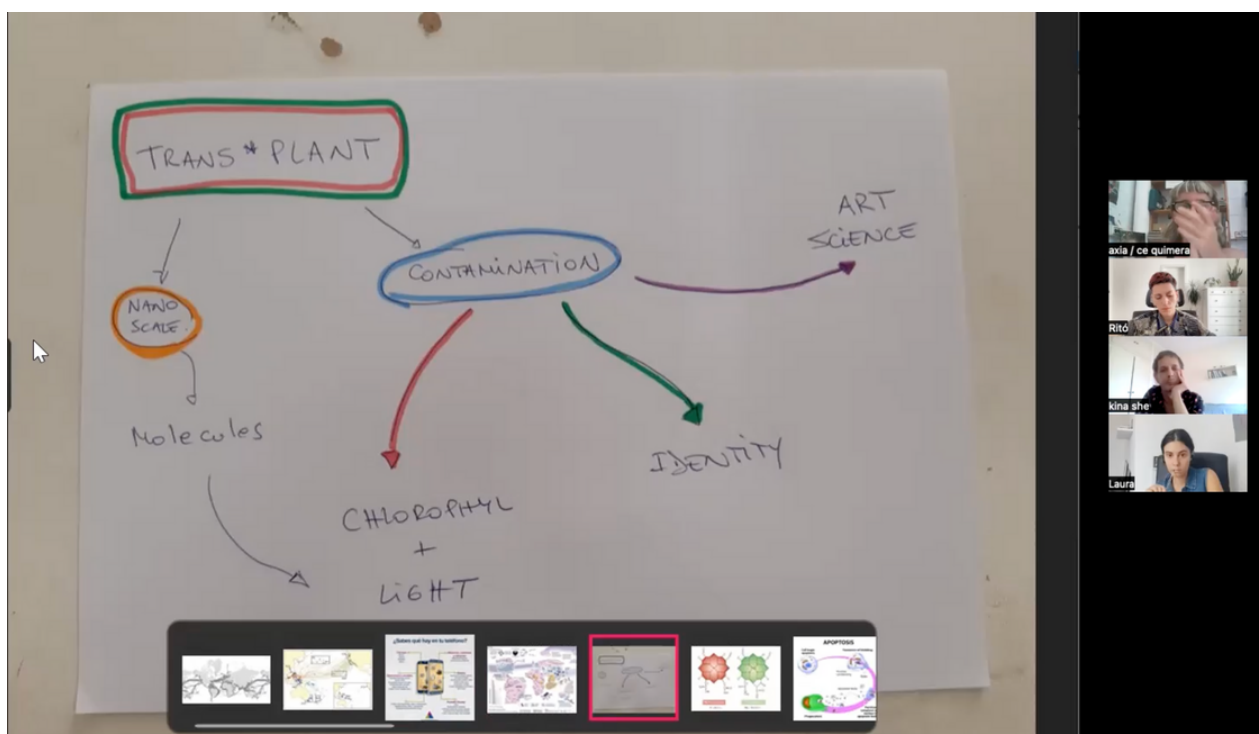 TRANS*PLANT
ART
SCiENCE
CONTAMiNATiON
NANO
SCALE.
Molecules
IDENTiTY
CHLOROPHYL
+
LiGHT
axia / ce quimera
Ritó
kina she
Laura
¿Sabes qué hay en tu teléfono?
APOPTOSIS